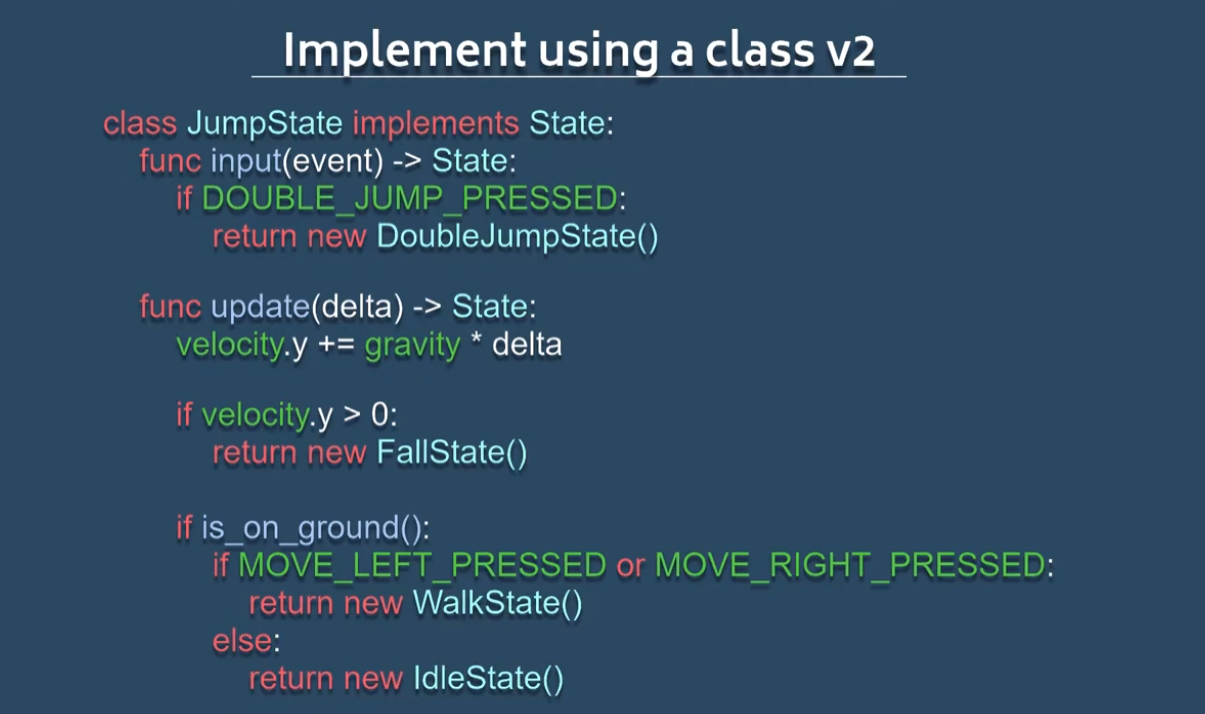 Implement using a class v2
class JumpState implements State:
func input(event) -> State:
if DOUBLE_JUMP_PRESSED:
return new DoubleJumpState()
func update(delta) -> State:
velocity.y += gravity * delta
if velocity.y > 0:
return new FallState()
if is_on_ground():
if MOVE_LEFT_PRESSED or MOVE_RIGHT_PRESSED:
return new WalkState()
else:
return new IdleState()